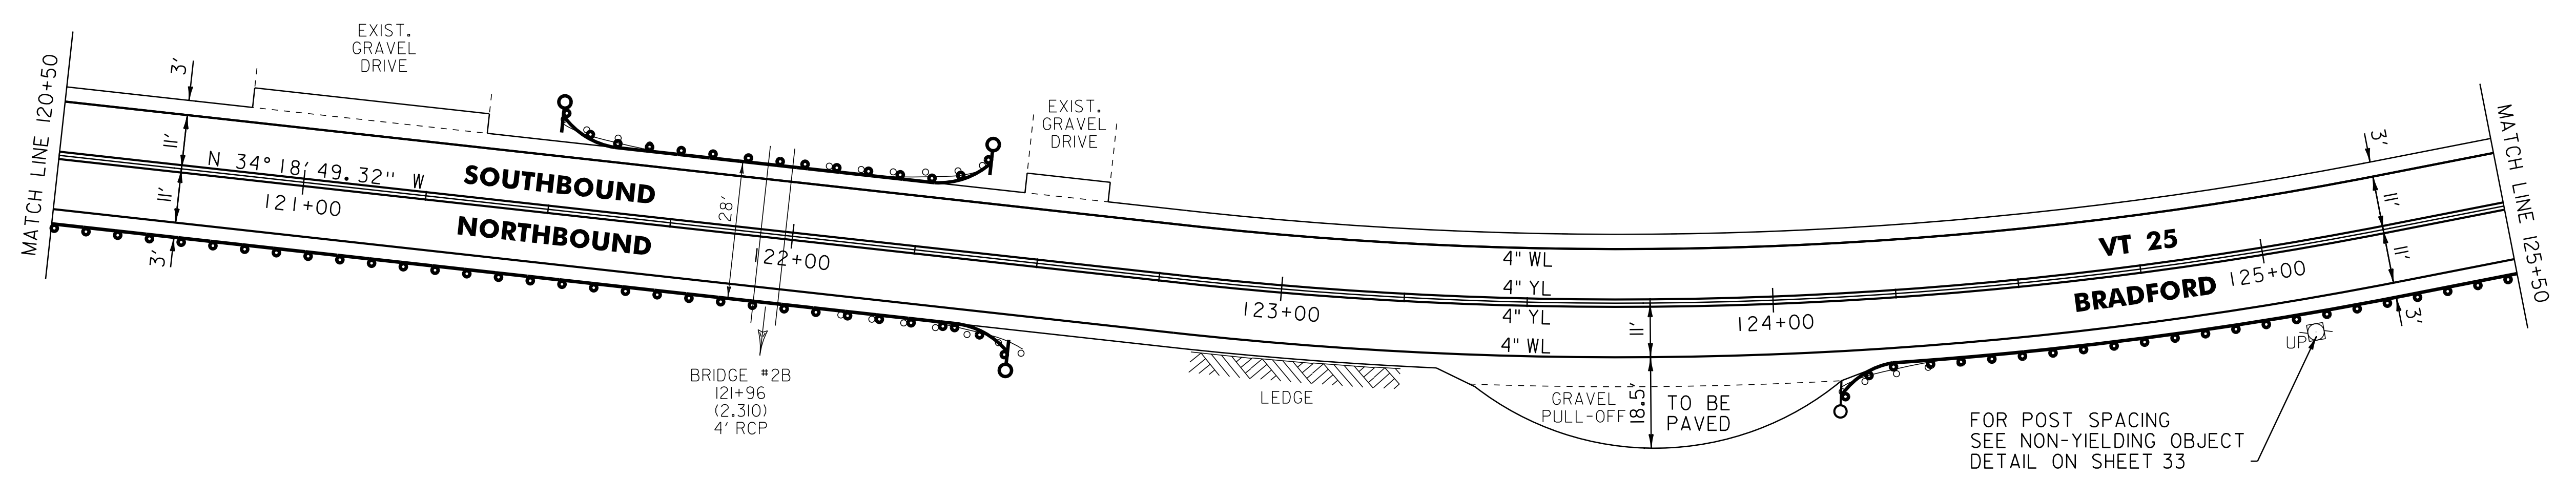 MATCH LINE 120+50
3'
EXIST.
GRAVEL
DRIVE
11'
11'
3'
N 34° 18' 49.32" W
121+00
SOUTHBOUND
NORTHBOUND
28'
122+00
BRIDGE #2B
121+96
(2.310)
4' RCP
EXIST.
GRAVEL
DRIVE
123+00
LEDGE
4" WL
4" YL
4" YL
4" WL
11'
18.5'
GRAVEL
PULL-OFF
TO BE
PAVED
124+00
VT 25
BRADFORD
125+00
3'
11'
11'
3'
UP
FOR POST SPACING
SEE NON-YIELDING OBJECT
DETAIL ON SHEET 33
MATCH LINE 125+50